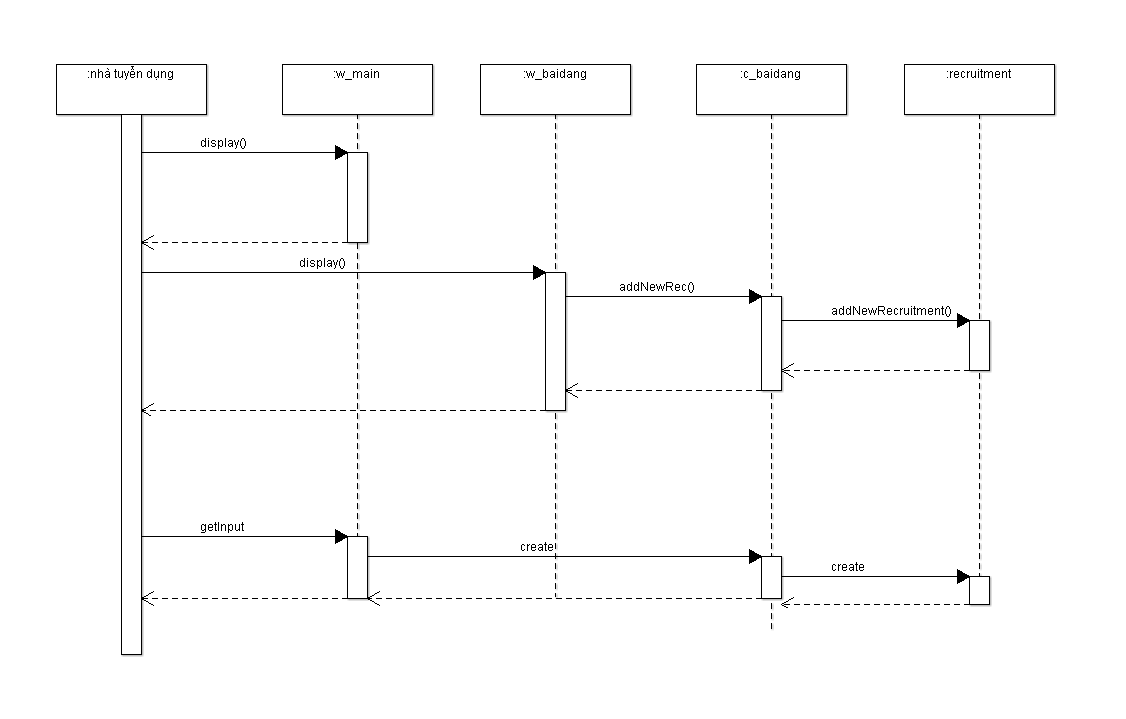 :nhà tuyển dụng
:w_main
:w_baidang
:c_baidang
:recruitment
display()
display()
addNewRec()
addNewRecruitment()
getInput
create
create